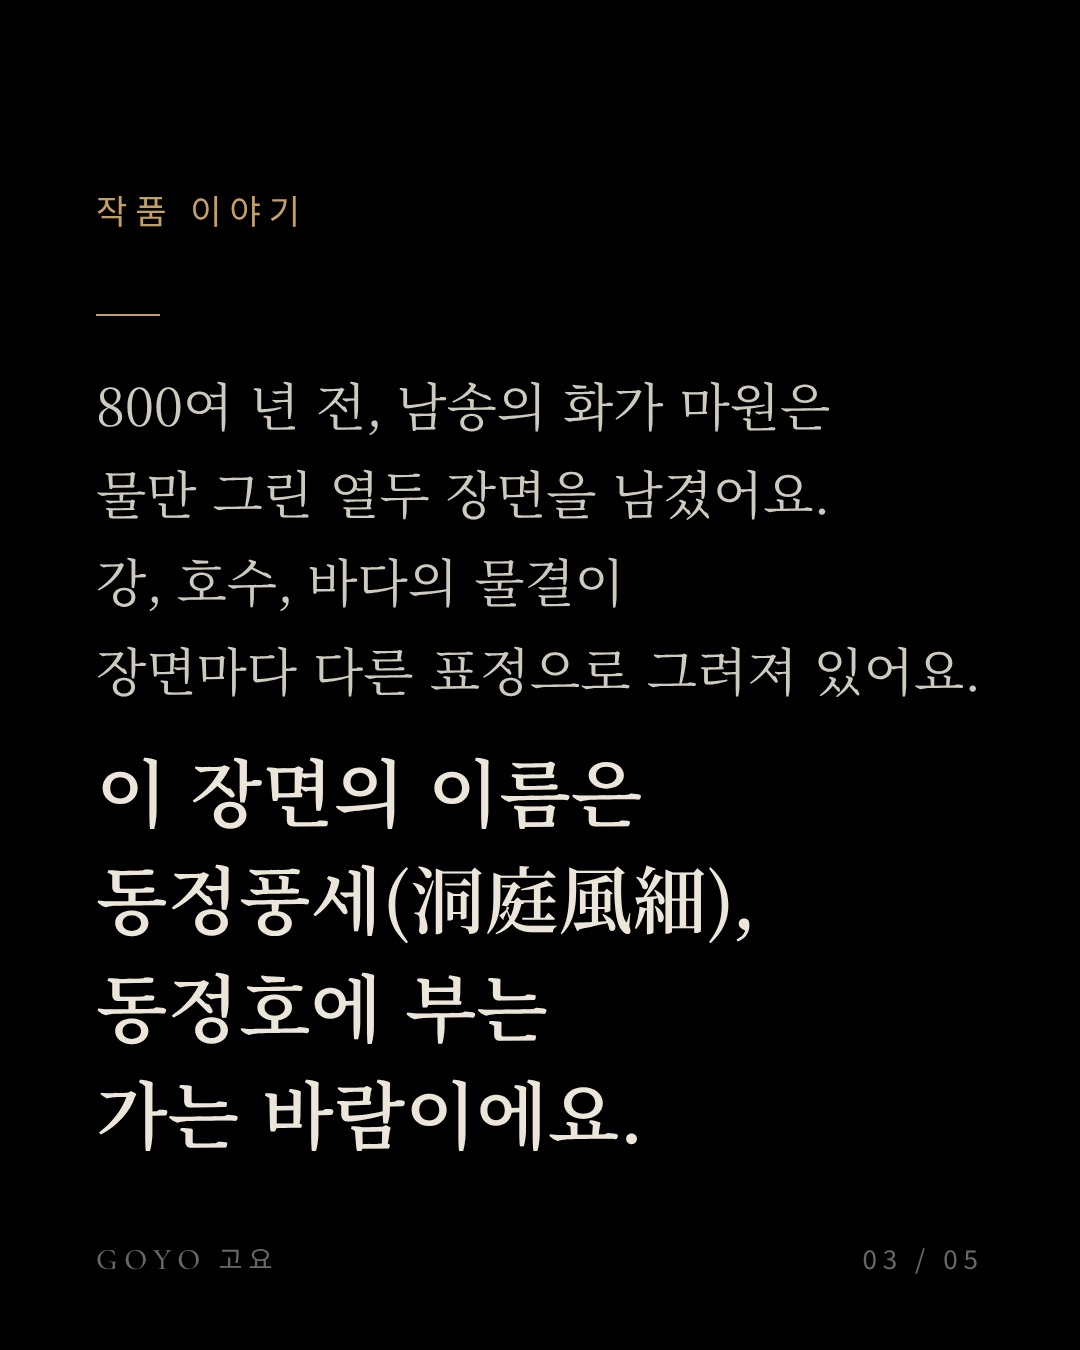 작품 이야기
800여 년 전, 남송의 화가 마원은
물만 그린 열두 장면을 남겼어요.
강, 호수, 바다의 물결이
장면마다 다른 표정으로 그려져 있어요.
이 장면의 이름은
동정풍세(洞庭風細),
동정호에 부는
가는 바람이에요.
GOYO 고요
03 / 05